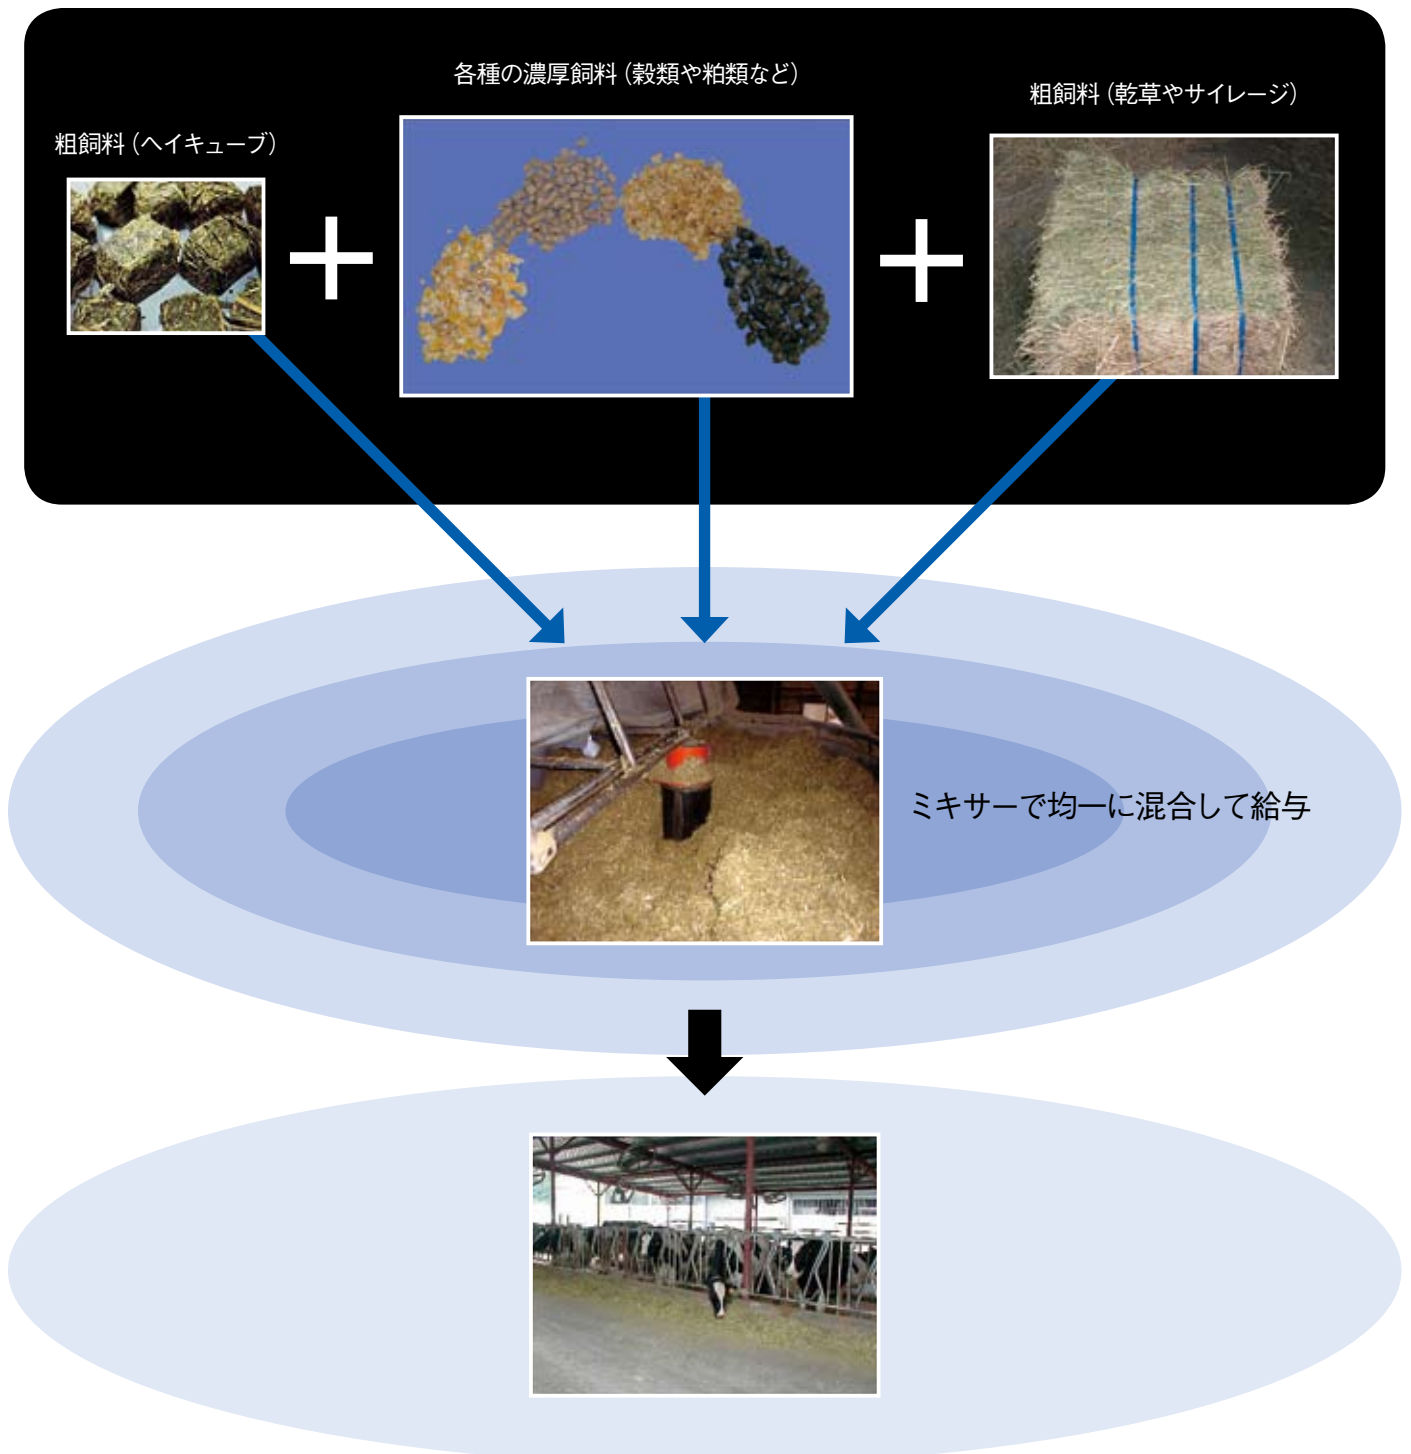 各種の濃厚飼料（穀類や粕類など）
粗飼料（乾草やサイレージ）
粗飼料（ヘイキューブ）
ミキサーで均一に混合して給与